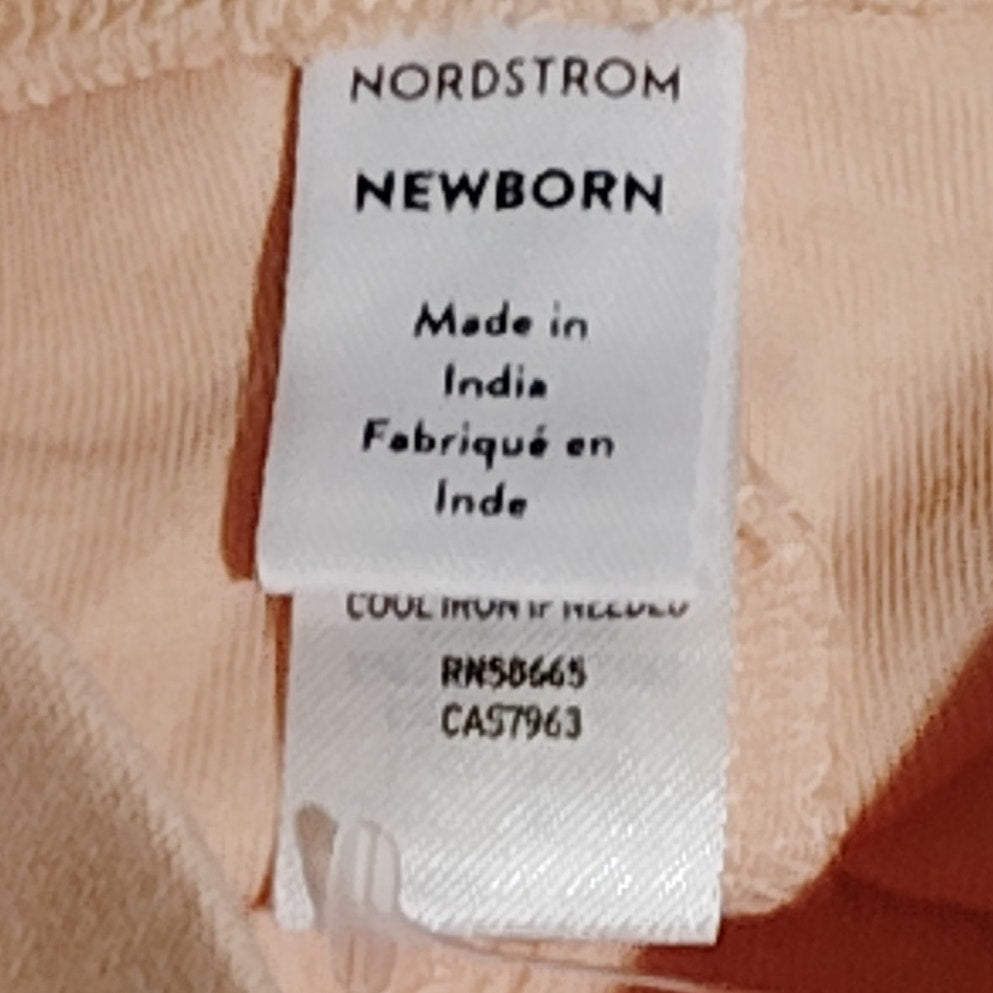 NORDSTROM
NEWBORN
Made in
India
Fabriqué en
Inde
COOL IRON IF NEEDED
RN58665
CA57963